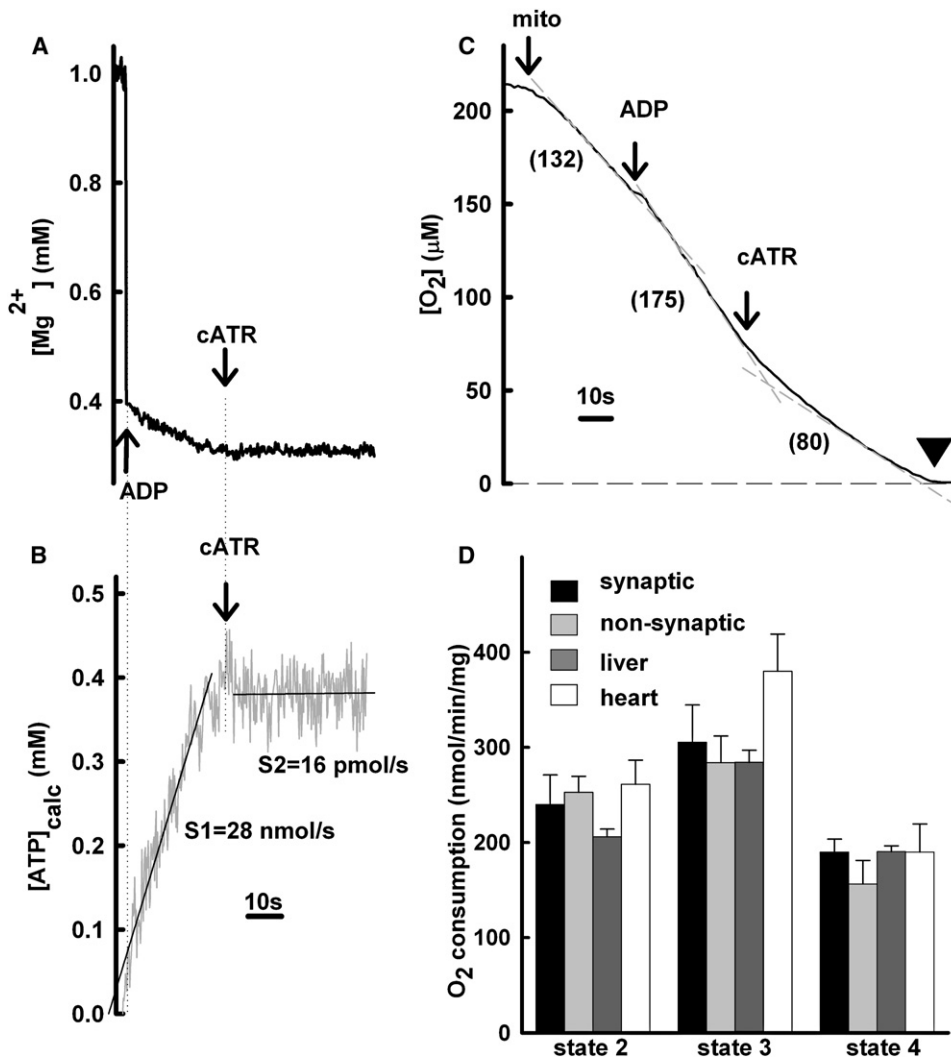 A
[Mg2+] (mM)
1.0
0.8
0.6
0.4
cATR
ADP
B
[ATP]calc (mM)
0.5
0.4
0.3
0.2
0.1
0.0
cATR
S2=16 pmol/s
S1=28 nmol/s
10s
C
[O2] (μM)
200
150
100
50
0
mito
ADP
cATR
(132)
(175)
(80)
10s
D
O2 consumption (nmol/min/mg)
400
300
200
100
0
synaptic
non-synaptic
liver
heart
state 2
state 3
state 4